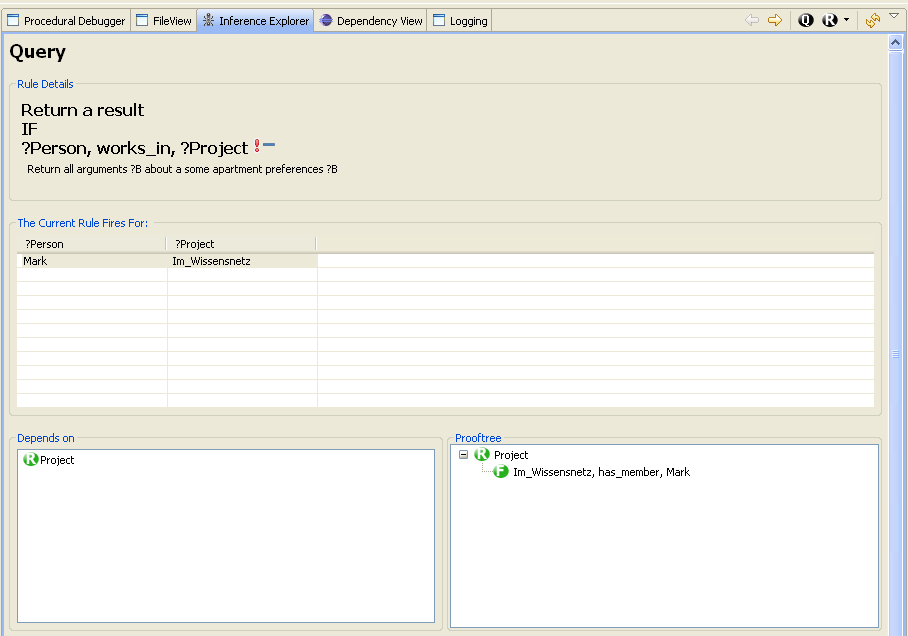 Procedural Debugger FileView Inference Explorer Dependency View Logging Q R
Query
Rule Details
Return a result
IF
?Person, works_in, ?Project !
Return all arguments ?B about a some apartment preferences ?B
The Current Rule Fires For:
?Person ?Project
Mark Im_Wissensnetz
Depends on
R Project
Prooftree
R Project
F Im_Wissensnetz, has_member, Mark